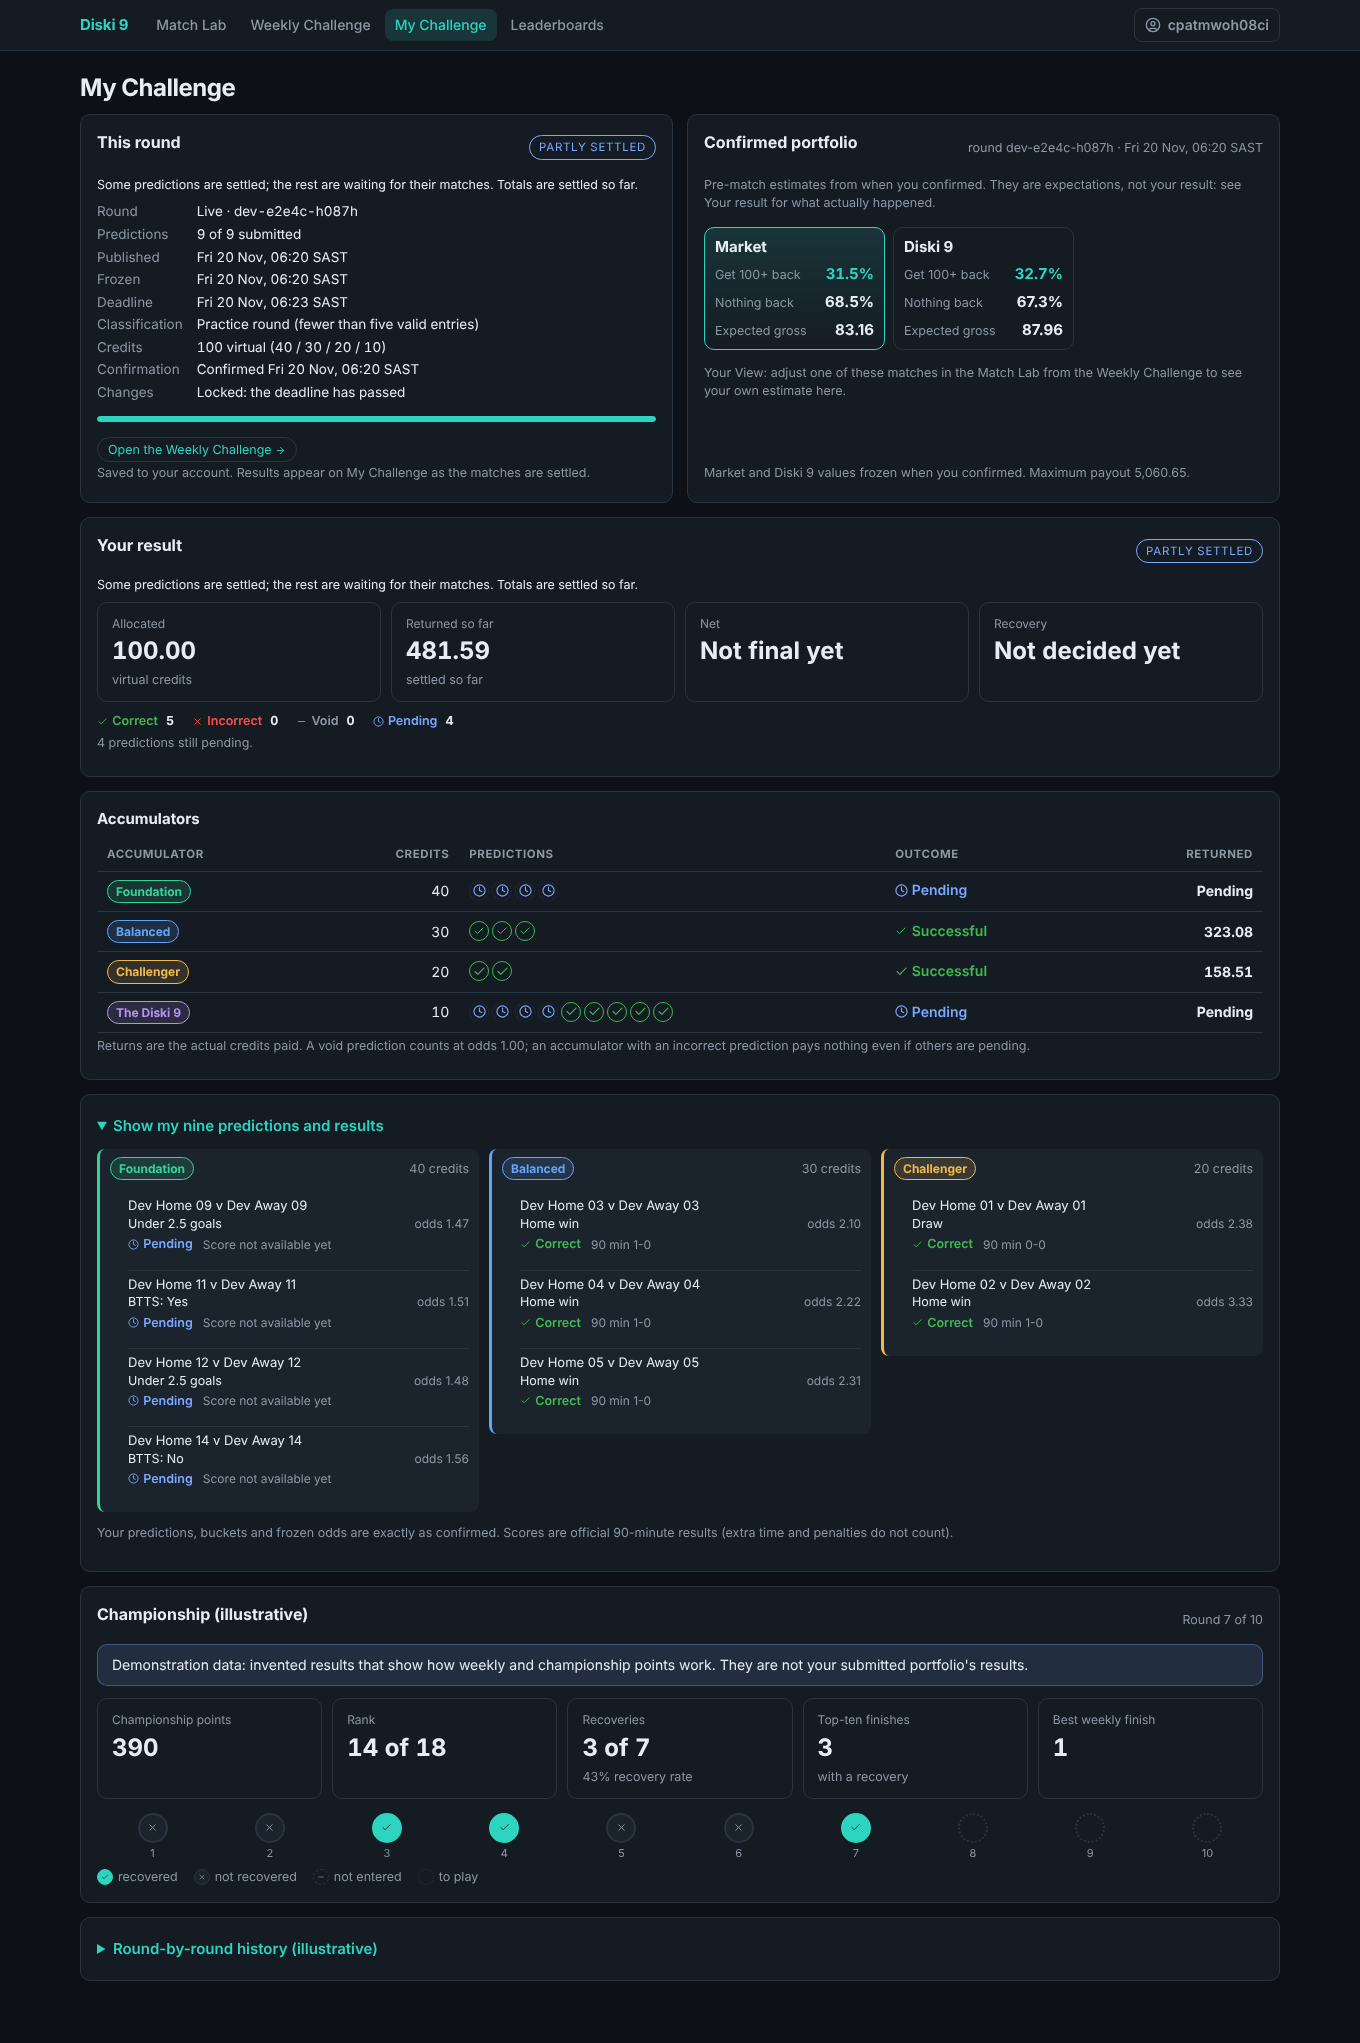 Diski 9 Match Lab Weekly Challenge My Challenge Leaderboards cpatmwoh08ci
My Challenge
This round PARTLY SETTLED
Some predictions are settled; the rest are waiting for their matches. Totals are settled so far.
Round Live · dev-e2e4c-h087h
Predictions 9 of 9 submitted
Published Fri 20 Nov, 06:20 SAST
Frozen Fri 20 Nov, 06:20 SAST
Deadline Fri 20 Nov, 06:23 SAST
Classification Practice round (fewer than five valid entries)
Credits 100 virtual (40 / 30 / 20 / 10)
Confirmation Confirmed Fri 20 Nov, 06:20 SAST
Changes Locked: the deadline has passed
Open the Weekly Challenge →
Saved to your account. Results appear on My Challenge as the matches are settled.
Confirmed portfolio round dev-e2e4c-h087h · Fri 20 Nov, 06:20 SAST
Pre-match estimates from when you confirmed. They are expectations, not your result: see
Your result for what actually happened.
Market
Get 100+ back 31.5%
Nothing back 68.5%
Expected gross 83.16
Diski 9
Get 100+ back 32.7%
Nothing back 67.3%
Expected gross 87.96
Your View: adjust one of these matches in the Match Lab from the Weekly Challenge to see
your own estimate here.
Market and Diski 9 values frozen when you confirmed. Maximum payout 5,060.65.
Your result PARTLY SETTLED
Some predictions are settled; the rest are waiting for their matches. Totals are settled so far.
Allocated
100.00
virtual credits
Returned so far
481.59
settled so far
Net
Not final yet
Recovery
Not decided yet
Correct 5 Incorrect 0 Void 0 Pending 4
4 predictions still pending.
Accumulators
ACCUMULATOR CREDITS PREDICTIONS OUTCOME RETURNED
Foundation 40 Pending Pending
Balanced 30 Successful 323.08
Challenger 20 Successful 158.51
The Diski 9 10 Pending Pending
Returns are the actual credits paid. A void prediction counts at odds 1.00; an accumulator with an incorrect prediction pays nothing even if others are pending.
Show my nine predictions and results
Foundation 40 credits
Dev Home 09 v Dev Away 09
Under 2.5 goals odds 1.47
Pending Score not available yet
Dev Home 11 v Dev Away 11
BTTS: Yes odds 1.51
Pending Score not available yet
Dev Home 12 v Dev Away 12
Under 2.5 goals odds 1.48
Pending Score not available yet
Dev Home 14 v Dev Away 14
BTTS: No odds 1.56
Pending Score not available yet
Balanced 30 credits
Dev Home 03 v Dev Away 03
Home win odds 2.10
Correct 90 min 1-0
Dev Home 04 v Dev Away 04
Home win odds 2.22
Correct 90 min 1-0
Dev Home 05 v Dev Away 05
Home win odds 2.31
Correct 90 min 1-0
Challenger 20 credits
Dev Home 01 v Dev Away 01
Draw odds 2.38
Correct 90 min 0-0
Dev Home 02 v Dev Away 02
Home win odds 3.33
Correct 90 min 1-0
Your predictions, buckets and frozen odds are exactly as confirmed. Scores are official 90-minute results (extra time and penalties do not count).
Championship (illustrative) Round 7 of 10
Demonstration data: invented results that show how weekly and championship points work. They are not your submitted portfolio's results.
Championship points
390
Rank
14 of 18
Recoveries
3 of 7
43% recovery rate
Top-ten finishes
3
with a recovery
Best weekly finish
1
1 2 3 4 5 6 7 8 9 10
recovered not recovered not entered to play
Round-by-round history (illustrative)